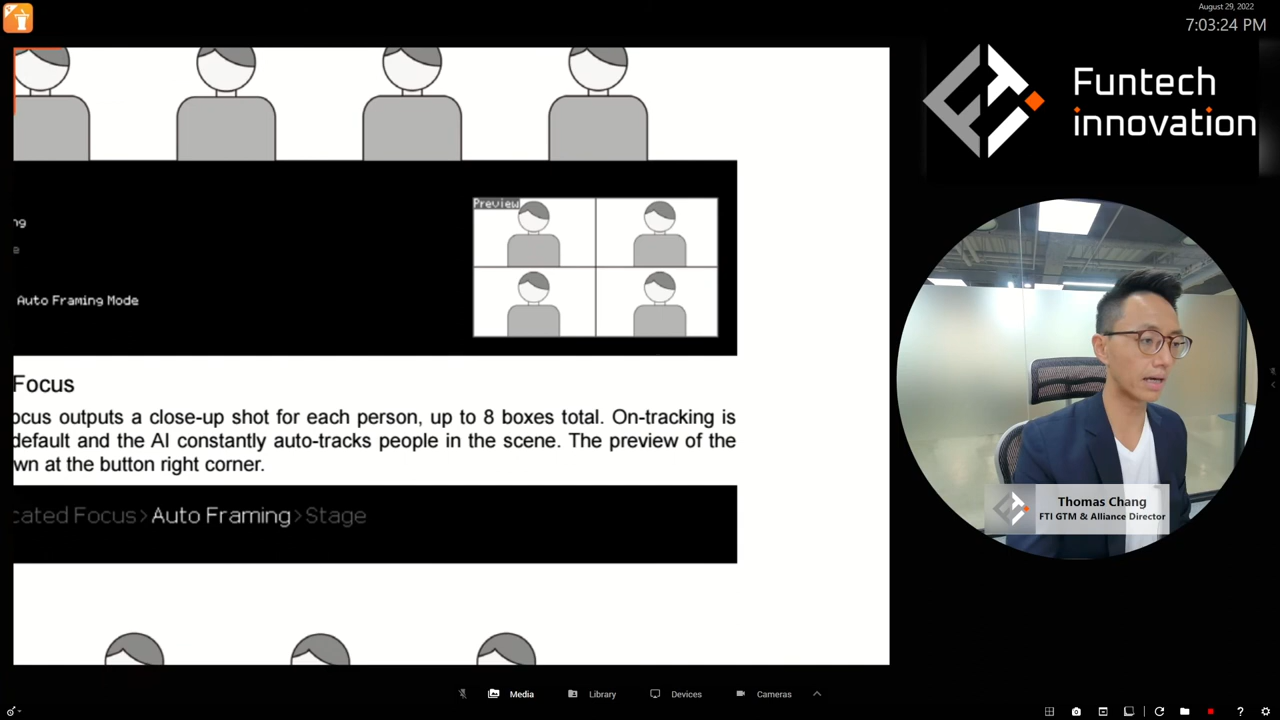 August 29, 2022
7:03:24 PM
Funtech
innovation
Preview
ng
e
Auto Framing Mode
Focus
ocus outputs a close-up shot for each person, up to 8 boxes total. On-tracking is
default and the AI constantly auto-tracks people in the scene. The preview of the
wn at the button right corner.
cated Focus>Auto Framing>Stage
Thomas Chang
FTI GTM & Alliance Director
Media
Library
Devices
Cameras